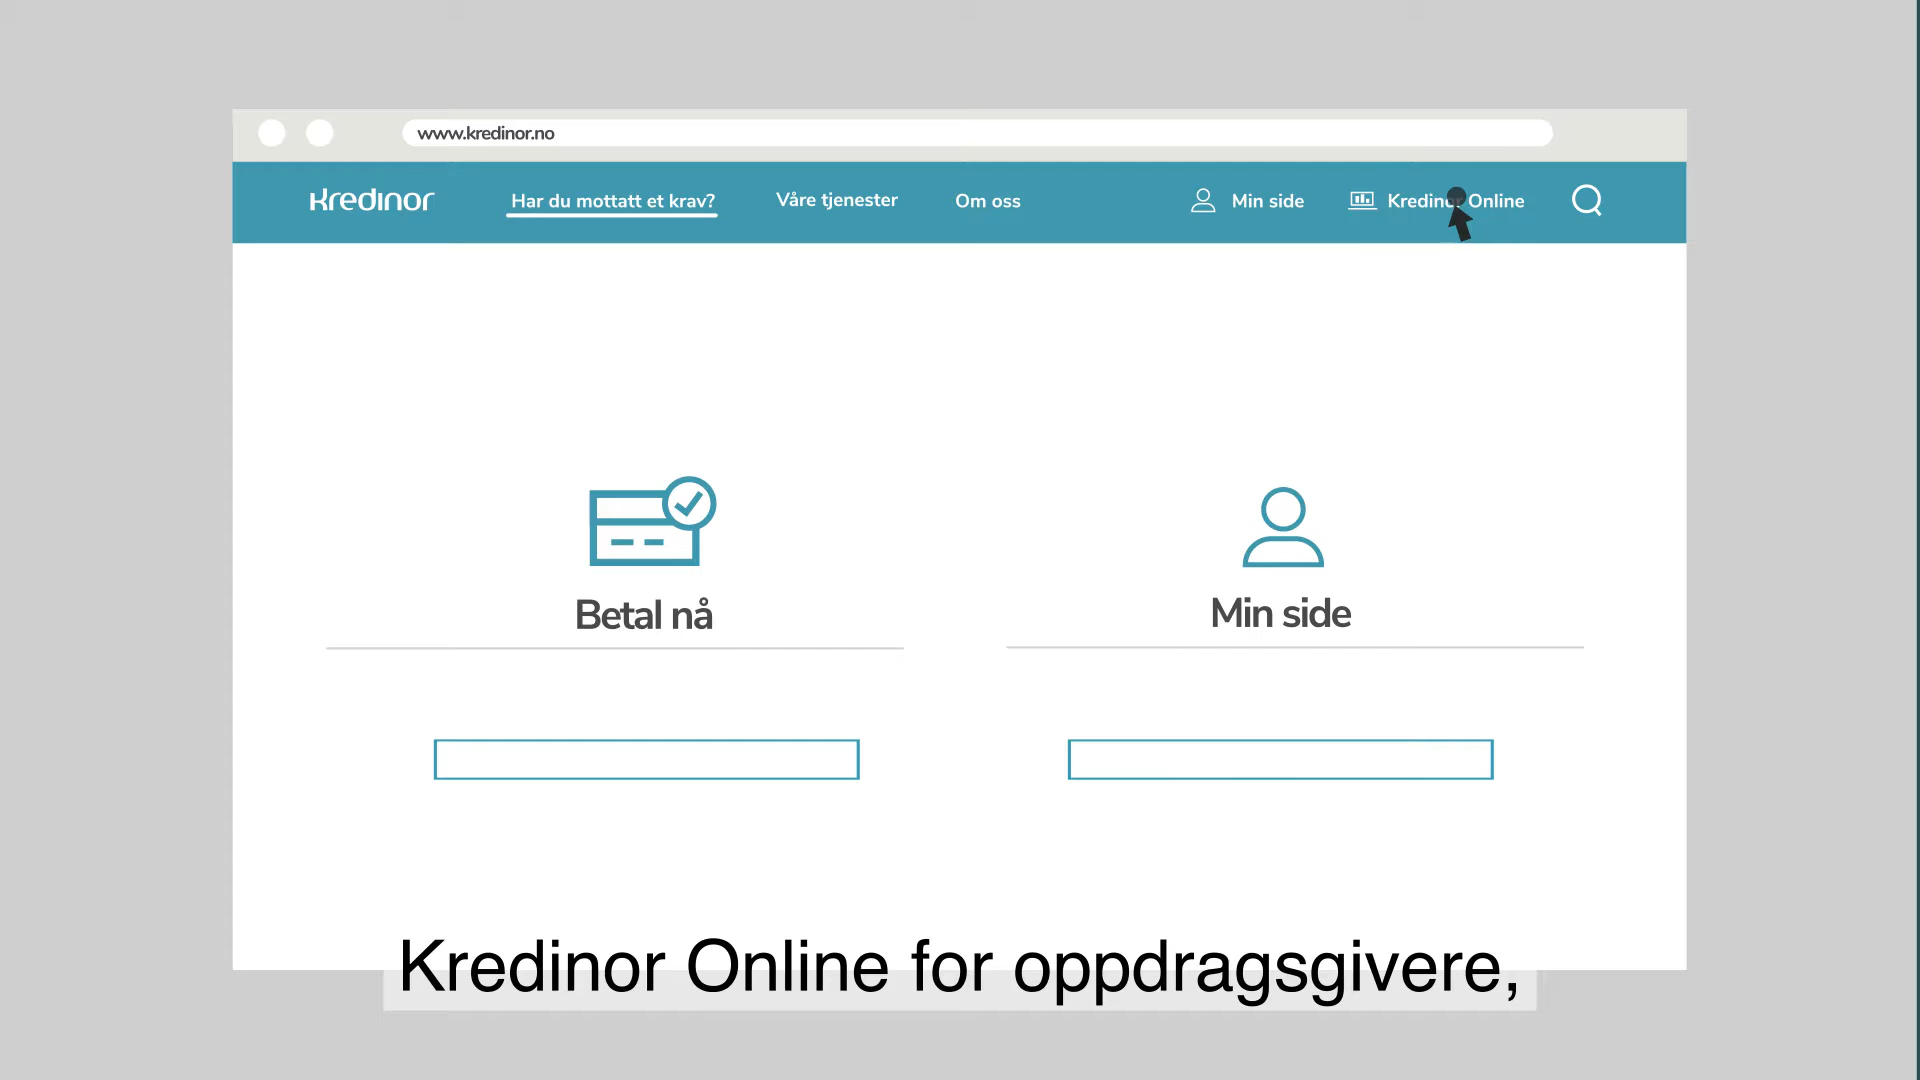 www.kredinor.no
Kredinor
Har du mottatt et krav?
Våre tjenester
Om oss
Min side
Kredinor Online
Betal nå
Min side
Kredinor Online for oppdragsgivere,